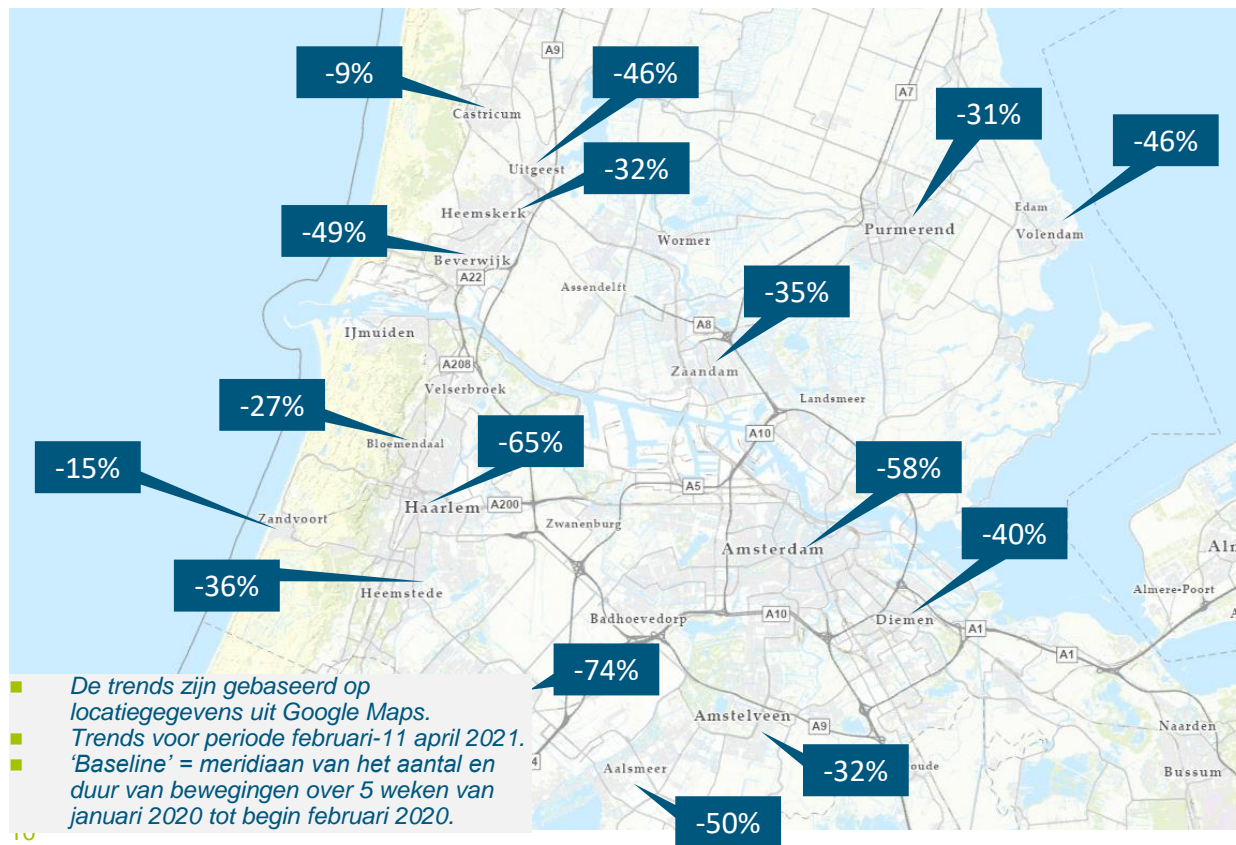 A9
-9%
-46%
A7
Castricum
-31%
-46%
Uitgeest
-32%
Edam
Heemskerk
Purmerend
Volendam
-49%
Wormer
Beverwijk
A22
Assendelft
-35%
A8
IJmuiden
A208
Zaandam
Velserbroek
Landsmeer
-27%
A10
Bloemendaal
-65%
-15%
-58%
A5
Haarlem
A200
Zandvoort
Zwanenburg
Amsterdam
-40%
-36%
Almere-Poort
Heemstede
Badhoevedorp
A10
Diemen
A1
A1
-74%
Amstelveen
A9
Naarden
Aalsmeer
-32%
Bussum
-50%
■ De trends zijn gebaseerd op
locatiegegevens uit Google Maps.
■ Trends voor periode februari-11 april 2021.
■ ‘Baseline’ = meridiaan van het aantal en
duur van bewegingen over 5 weken van
januari 2020 tot begin februari 2020.